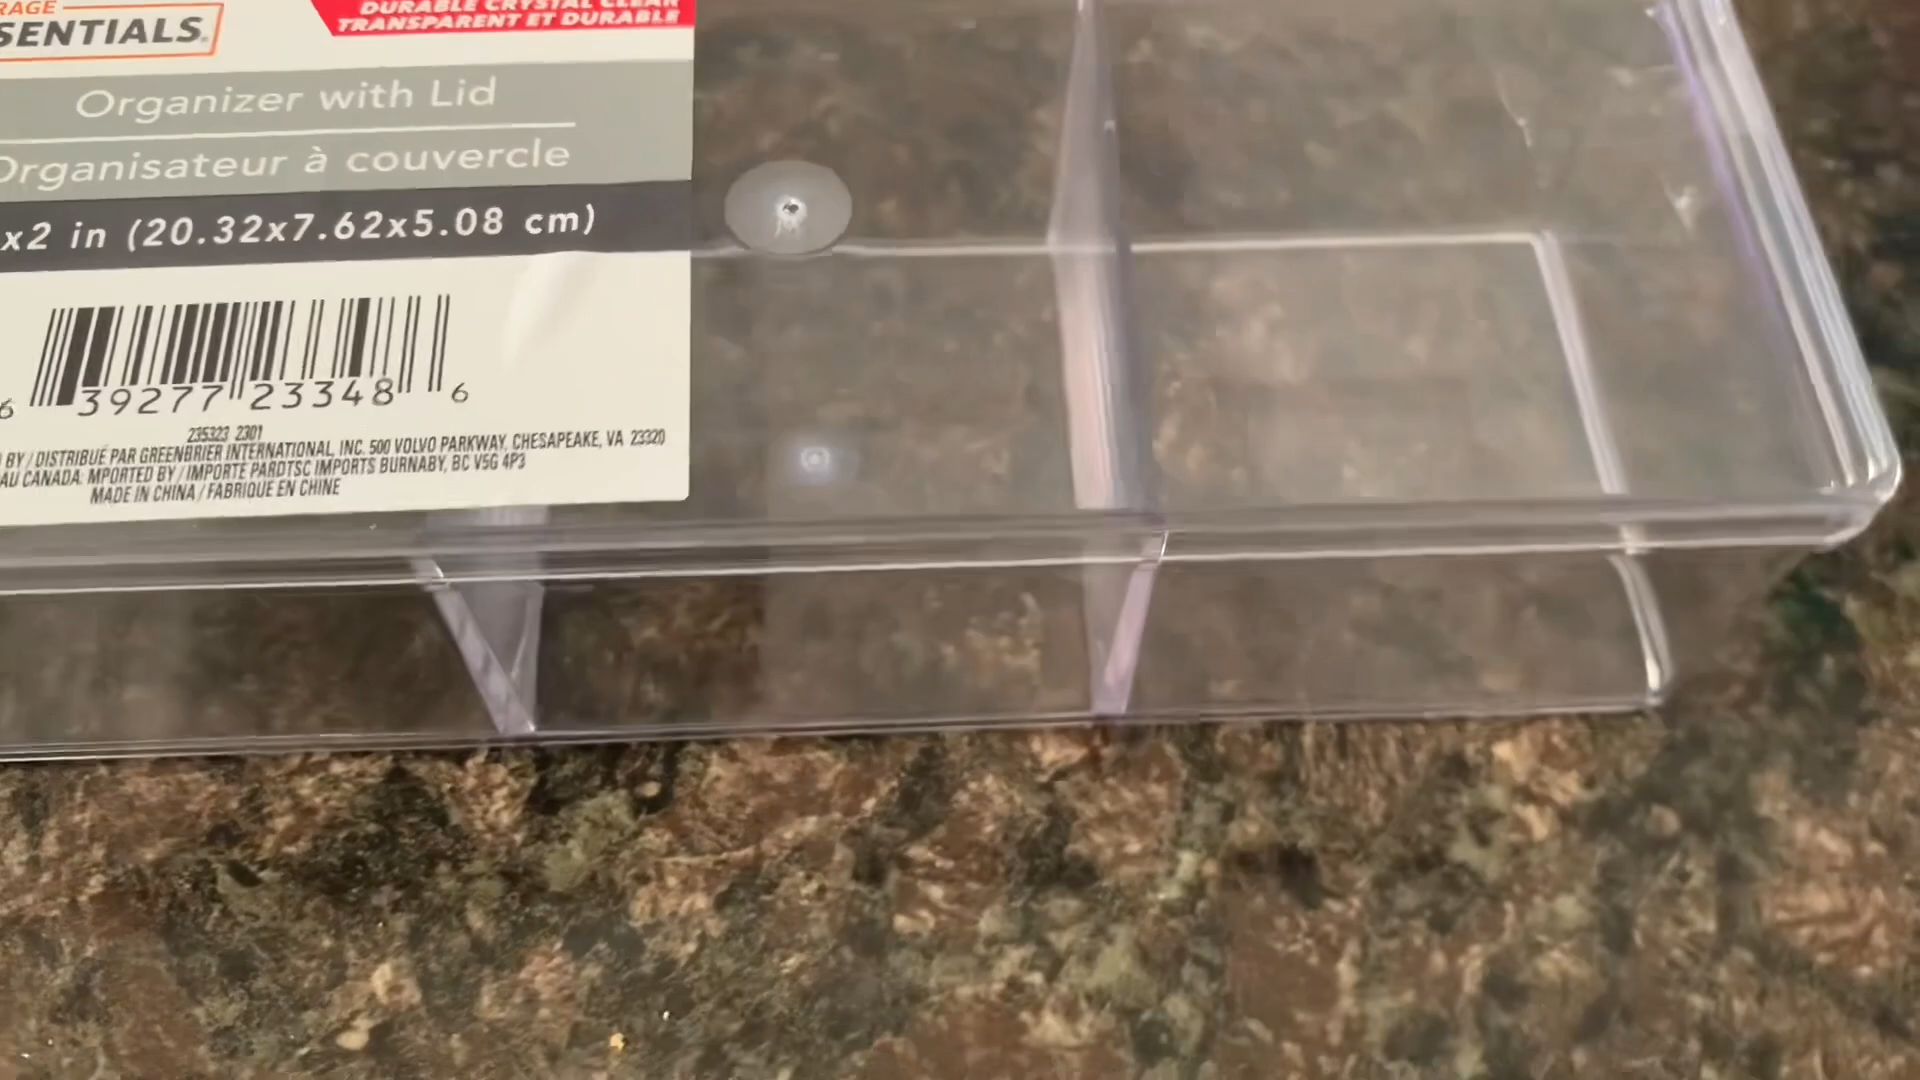 RAGE
SENTIALS
DURABLE CRYSTAL CLEAR
TRANSPARENT ET DURABLE
Organizer with Lid
Organisateur à couvercle
x2 in (20.32x7.62x5.08 cm)
6 39277 23348 6
235323 2301
BY / DISTRIBUÉ PAR GREENBRIER INTERNATIONAL, INC. 500 VOLVO PARKWAY, CHESAPEAKE, VA 23320
AU CANADA: MPORTED BY / IMPORTE PARDTSC IMPORTS BURNABY, BC V5G 4P3
MADE IN CHINA / FABRIQUE EN CHINE